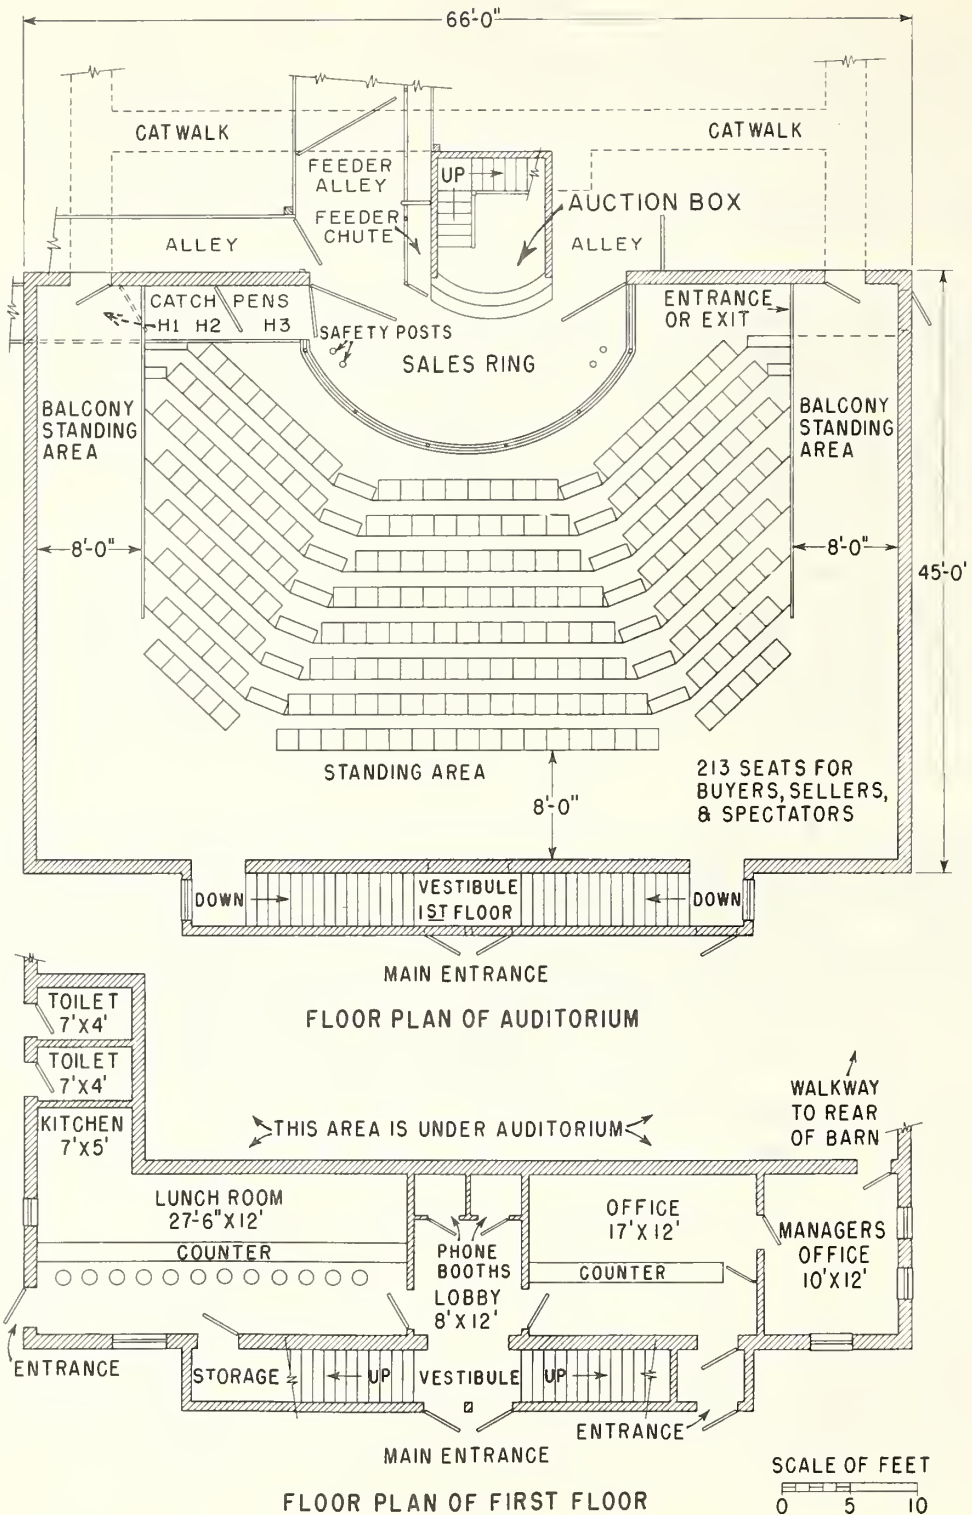 66'-0"
CATWALK
CATWALK
FEEDER
ALLEY
UP
AUCTION BOX
FEEDER
CHUTE
ALLEY
ALLEY
CATCH PENS
H1 H2 H3
ENTRANCE
OR EXIT
SAFETY POSTS
SALES RING
BALCONY
STANDING
AREA
BALCONY
STANDING
AREA
8'-0"
8'-0"
45'-0'
STANDING AREA
8'-0"
213 SEATS FOR
BUYERS, SELLERS,
& SPECTATORS
DOWN
VESTIBULE
1ST FLOOR
DOWN
MAIN ENTRANCE
FLOOR PLAN OF AUDITORIUM
TOILET
7'X4'
TOILET
7'X4'
KITCHEN
7'X5'
THIS AREA IS UNDER AUDITORIUM
WALKWAY
TO REAR
OF BARN
LUNCH ROOM
27'-6"X12'
COUNTER
PHONE
BOOTHS
LOBBY
8'X12'
OFFICE
17'X12'
COUNTER
MANAGERS
OFFICE
10'X12'
ENTRANCE
STORAGE
UP
VESTIBULE
UP
ENTRANCE
MAIN ENTRANCE
FLOOR PLAN OF FIRST FLOOR
SCALE OF FEET
0 5 10